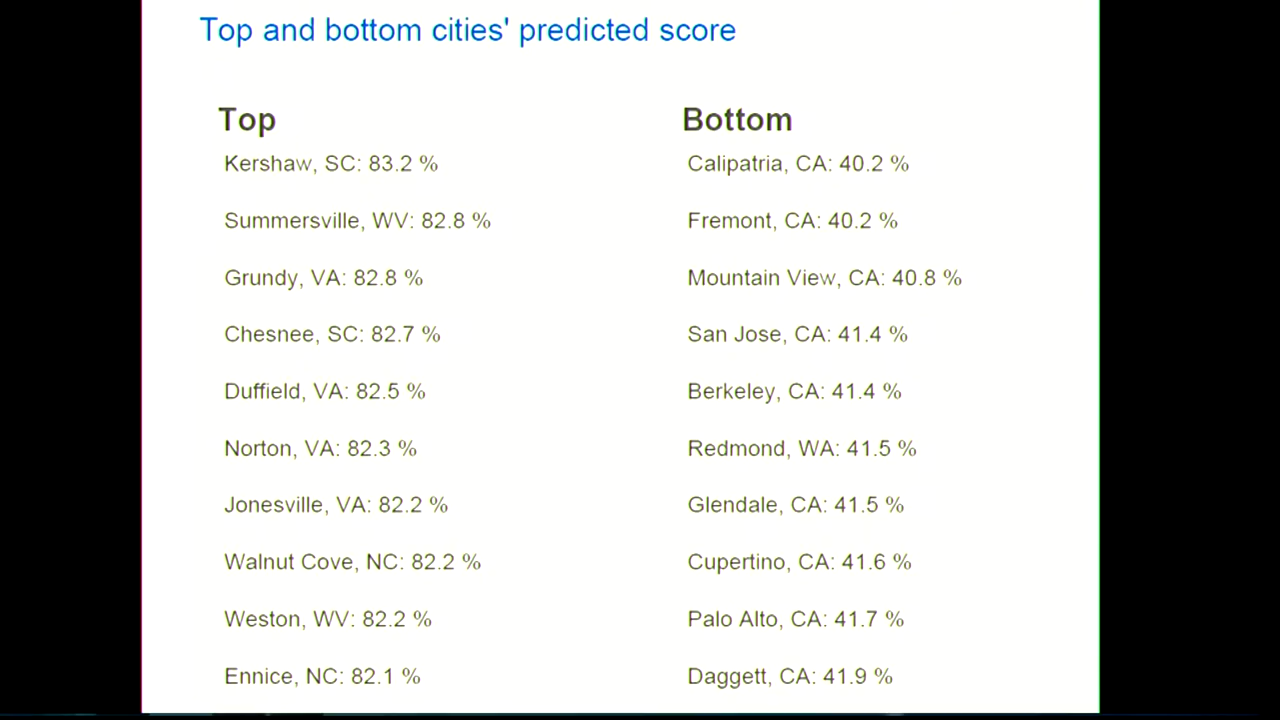 Top and bottom cities' predicted score
Top
Kershaw, SC: 83.2 %
Summersville, WV: 82.8 %
Grundy, VA: 82.8 %
Chesnee, SC: 82.7 %
Duffield, VA: 82.5 %
Norton, VA: 82.3 %
Jonesville, VA: 82.2 %
Walnut Cove, NC: 82.2 %
Weston, WV: 82.2 %
Ennice, NC: 82.1 %
Bottom
Calipatria, CA: 40.2 %
Fremont, CA: 40.2 %
Mountain View, CA: 40.8 %
San Jose, CA: 41.4 %
Berkeley, CA: 41.4 %
Redmond, WA: 41.5 %
Glendale, CA: 41.5 %
Cupertino, CA: 41.6 %
Palo Alto, CA: 41.7 %
Daggett, CA: 41.9 %